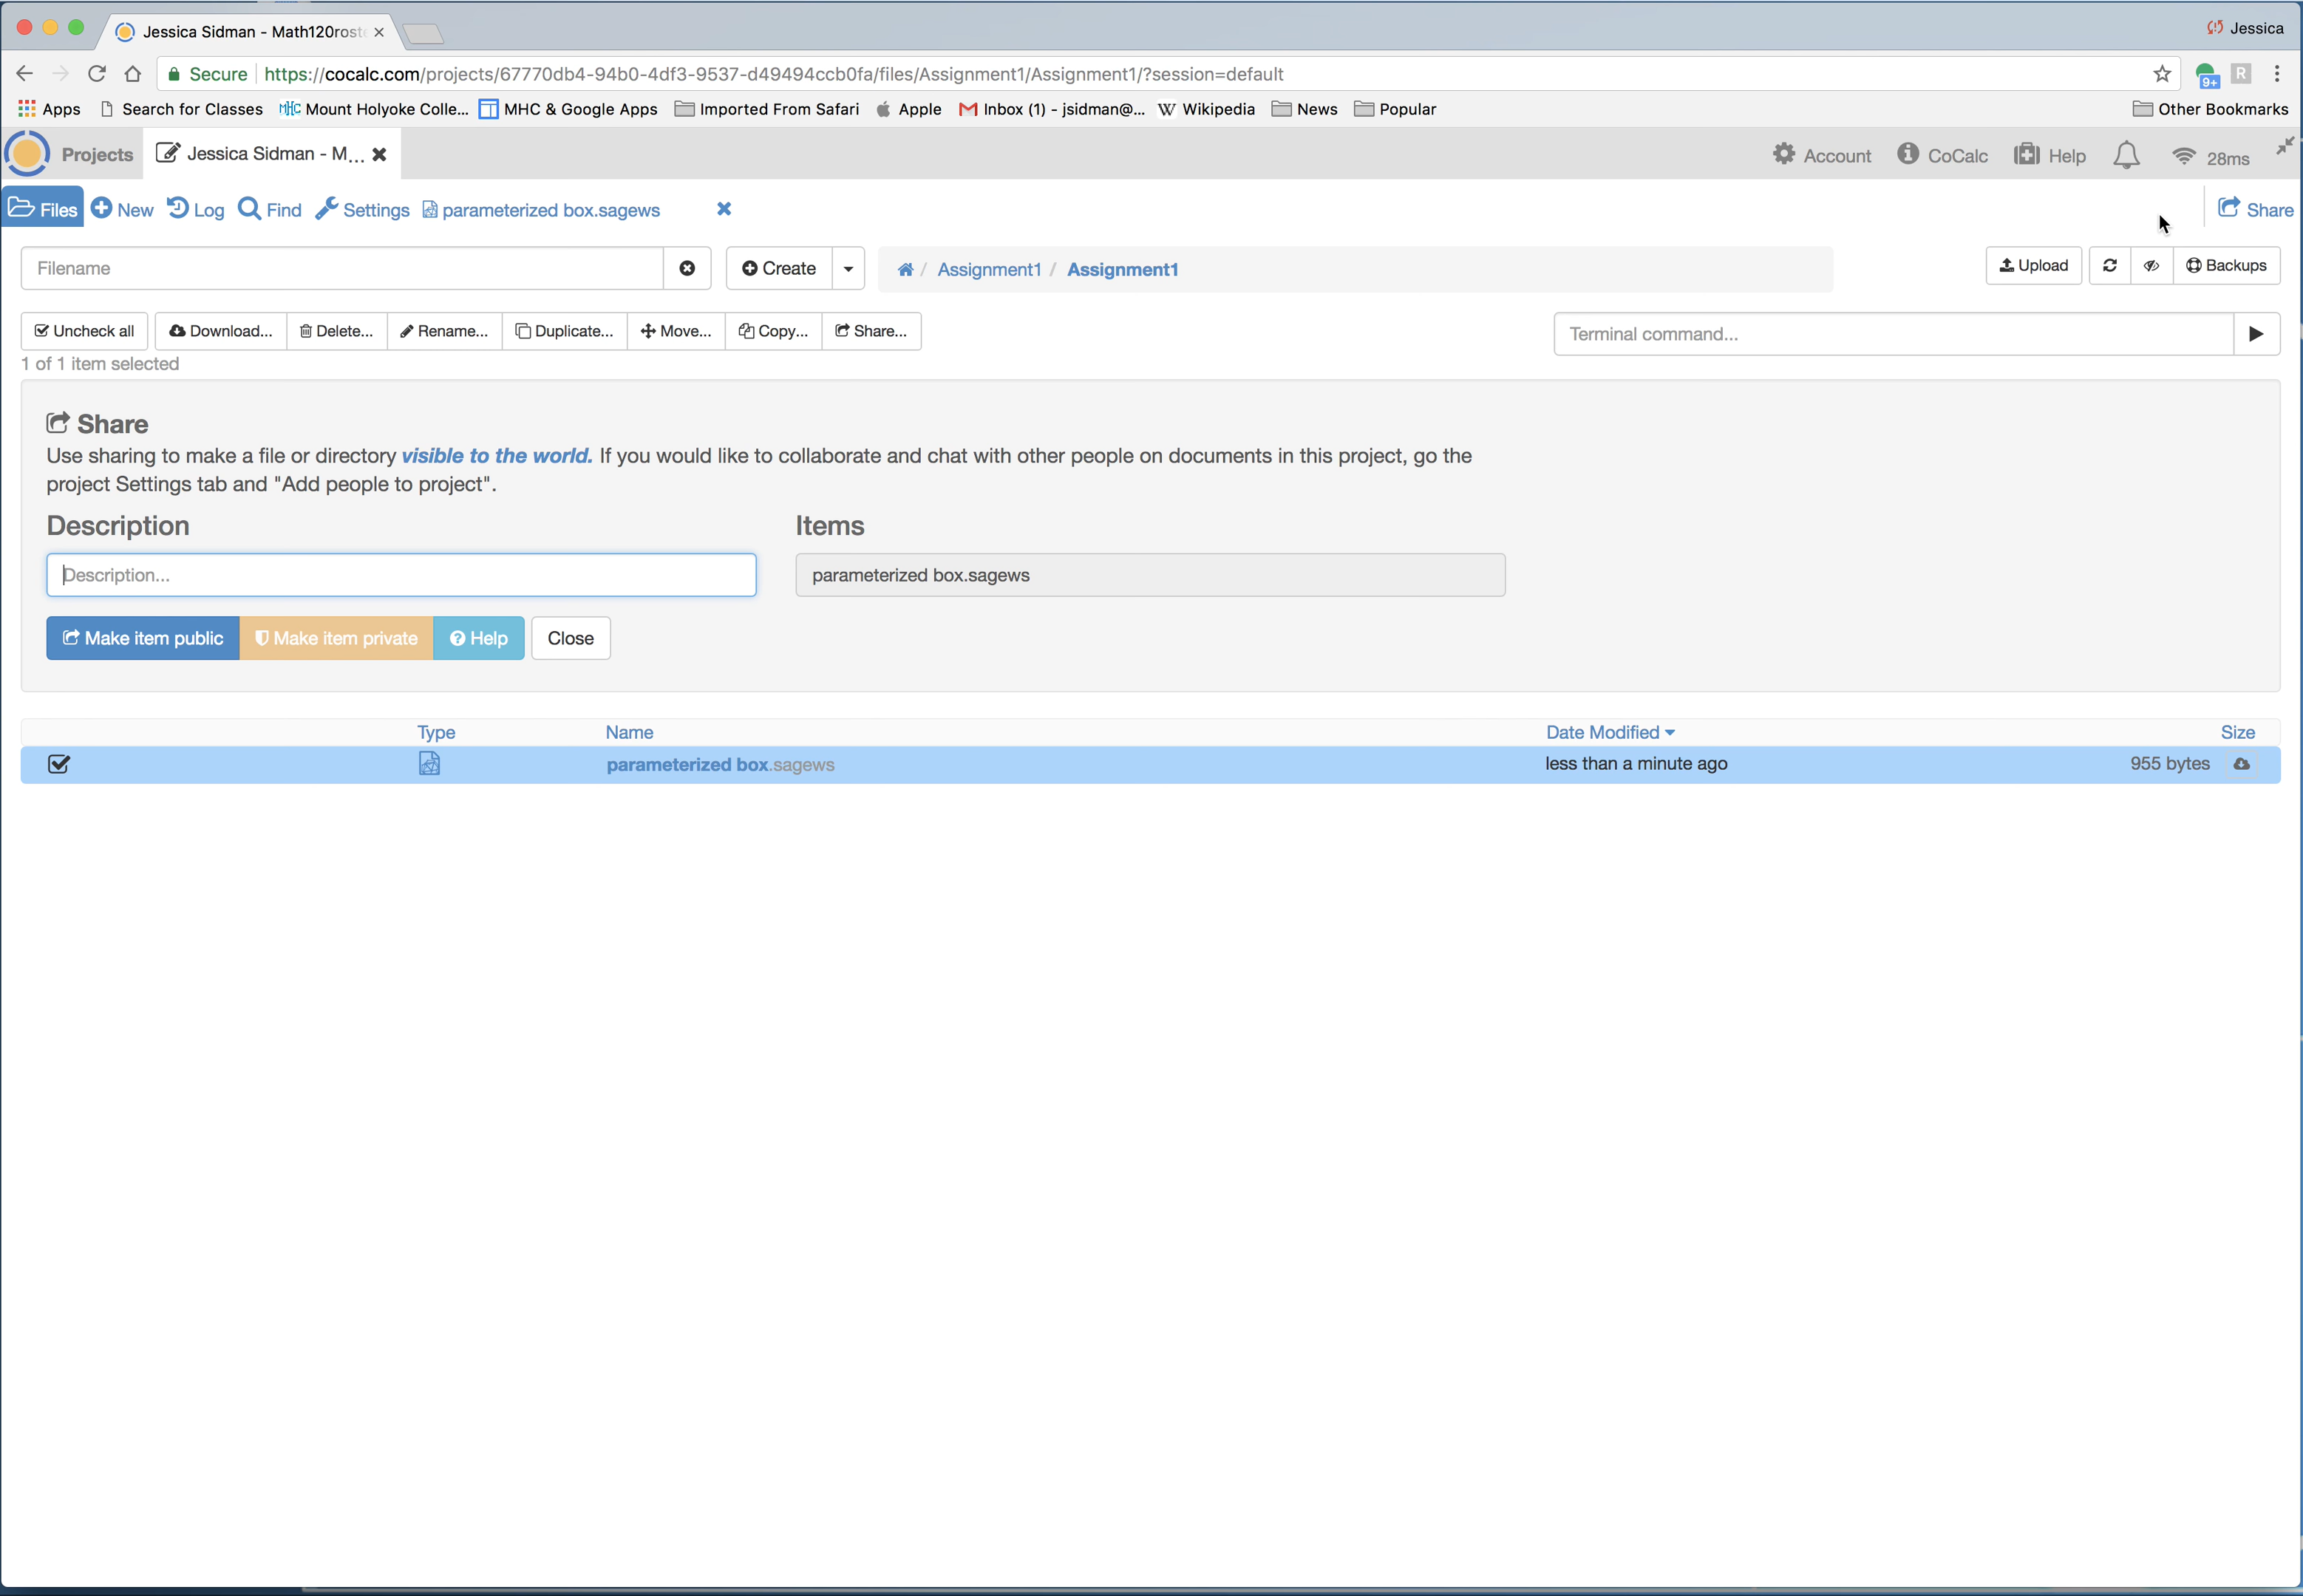 Jessica Sidman - Math120roste
Jessica
Secure https://cocalc.com/projects/67770db4-94b0-4df3-9537-d49494ccb0fa/files/Assignment1/Assignment1/?session=default
9+ R
Apps Search for Classes MHC Mount Holyoke Colle... MHC & Google Apps Imported From Safari Apple Inbox (1) - jsidman@... W Wikipedia News Popular Other Bookmarks
Projects Jessica Sidman - M... Account CoCalc Help 28ms
Files New Log Find Settings parameterized box.sagews Share
Filename Create / Assignment1 / Assignment1 Upload Backups
Uncheck all Download... Delete... Rename... Duplicate... Move... Copy... Share... Terminal command...
1 of 1 item selected
Share
Use sharing to make a file or directory visible to the world. If you would like to collaborate and chat with other people on documents in this project, go the
project Settings tab and "Add people to project".
Description Items
Description... parameterized box.sagews
Make item public Make item private Help Close
Type Name Date Modified Size
parameterized box.sagews less than a minute ago 955 bytes